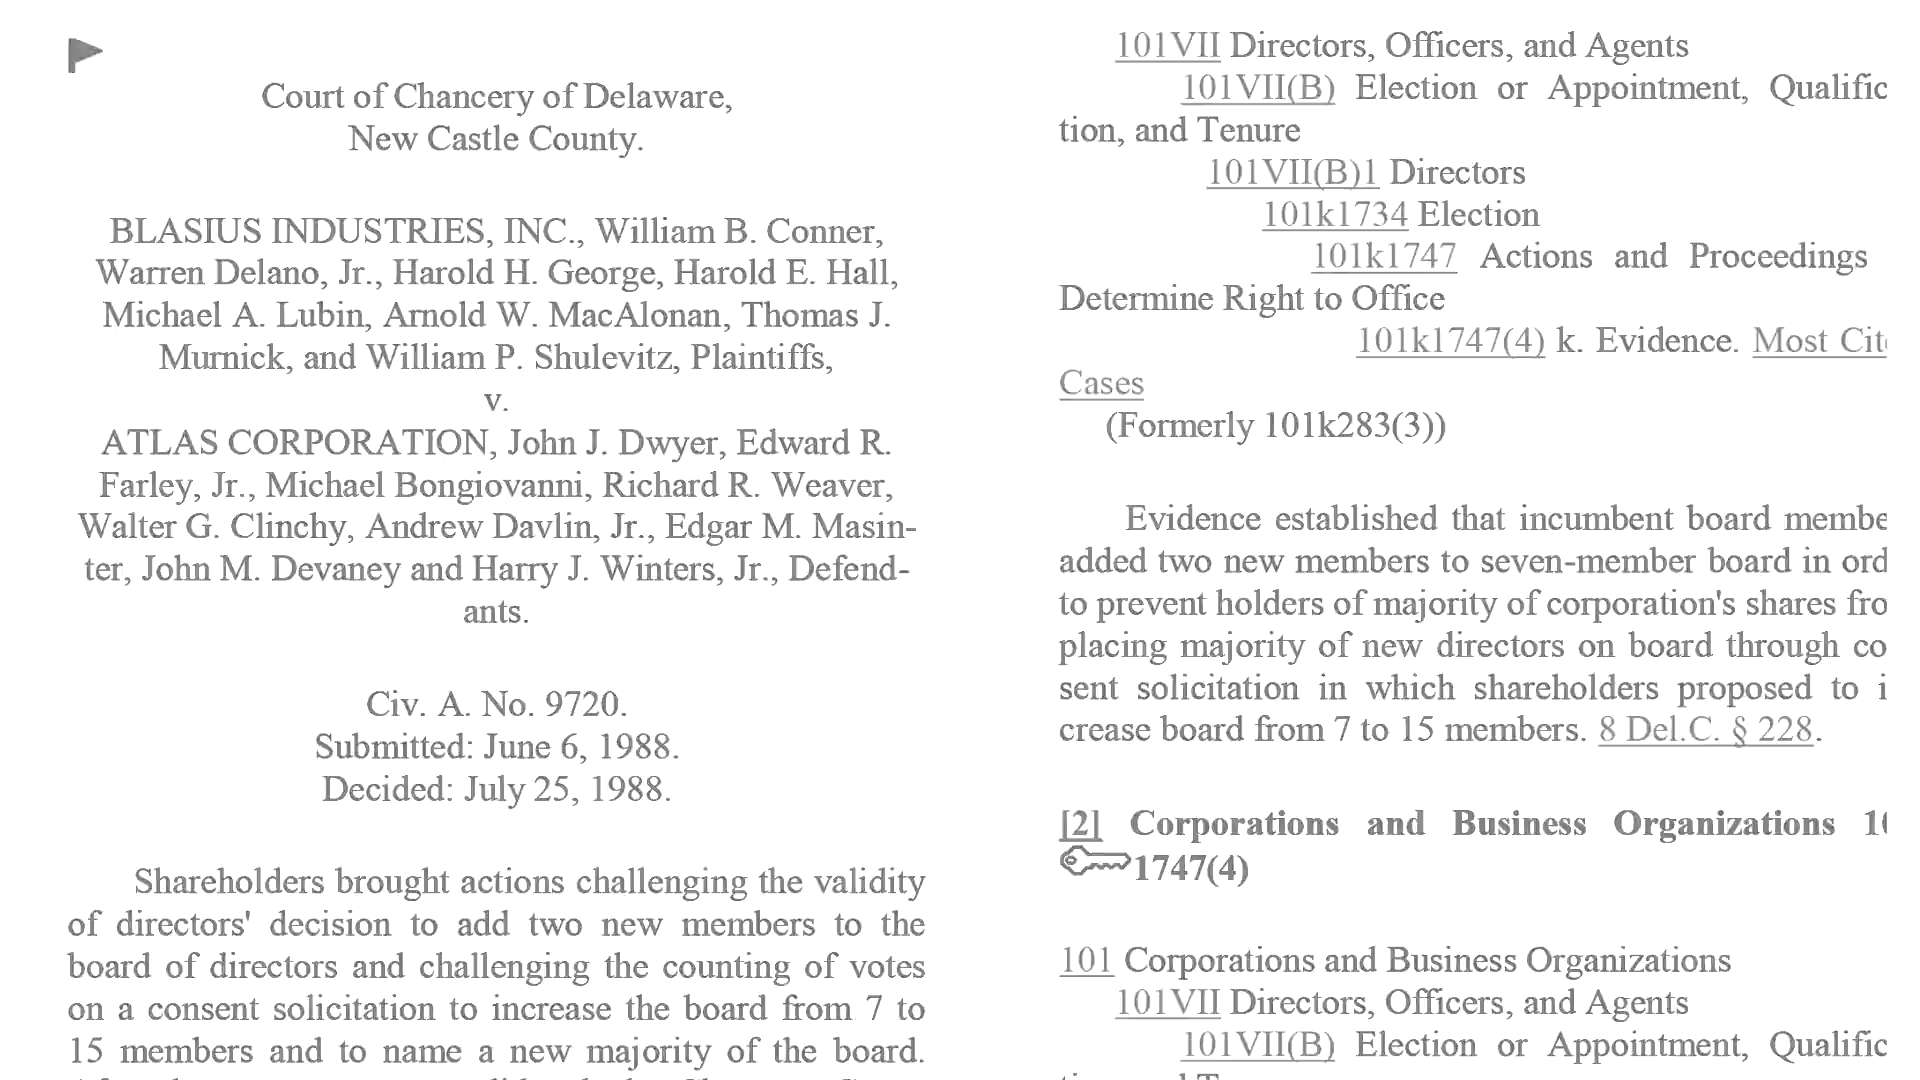 Court of Chancery of Delaware,
New Castle County.
BLASIUS INDUSTRIES, INC., William B. Conner,
Warren Delano, Jr., Harold H. George, Harold E. Hall,
Michael A. Lubin, Arnold W. MacAlonan, Thomas J.
Murnick, and William P. Shulevitz, Plaintiffs,
v.
ATLAS CORPORATION, John J. Dwyer, Edward R.
Farley, Jr., Michael Bongiovanni, Richard R. Weaver,
Walter G. Clinchy, Andrew Davlin, Jr., Edgar M. Masin-
ter, John M. Devaney and Harry J. Winters, Jr., Defend-
ants.
Civ. A. No. 9720.
Submitted: June 6, 1988.
Decided: July 25, 1988.
Shareholders brought actions challenging the validity
of directors' decision to add two new members to the
board of directors and challenging the counting of votes
on a consent solicitation to increase the board from 7 to
15 members and to name a new majority of the board.
101VII Directors, Officers, and Agents
101VII(B) Election or Appointment, Qualific
tion, and Tenure
101VII(B)1 Directors
101k1734 Election
101k1747 Actions and Proceedings
Determine Right to Office
101k1747(4) k. Evidence. Most Cit
Cases
(Formerly 101k283(3))
Evidence established that incumbent board membe
added two new members to seven-member board in ord
to prevent holders of majority of corporation's shares fro
placing majority of new directors on board through co
sent solicitation in which shareholders proposed to i
crease board from 7 to 15 members. 8 Del.C. § 228.
[2] Corporations and Business Organizations 1
1747(4)
101 Corporations and Business Organizations
101VII Directors, Officers, and Agents
101VII(B) Election or Appointment, Qualific